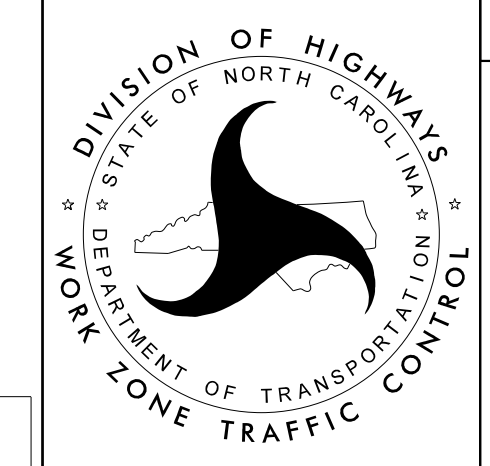 DIVISION OF HIGHWAYS
STATE OF NORTH CAROLINA
DEPARTMENT OF TRANSPORTATION
WORK ZONE TRAFFIC CONTROL